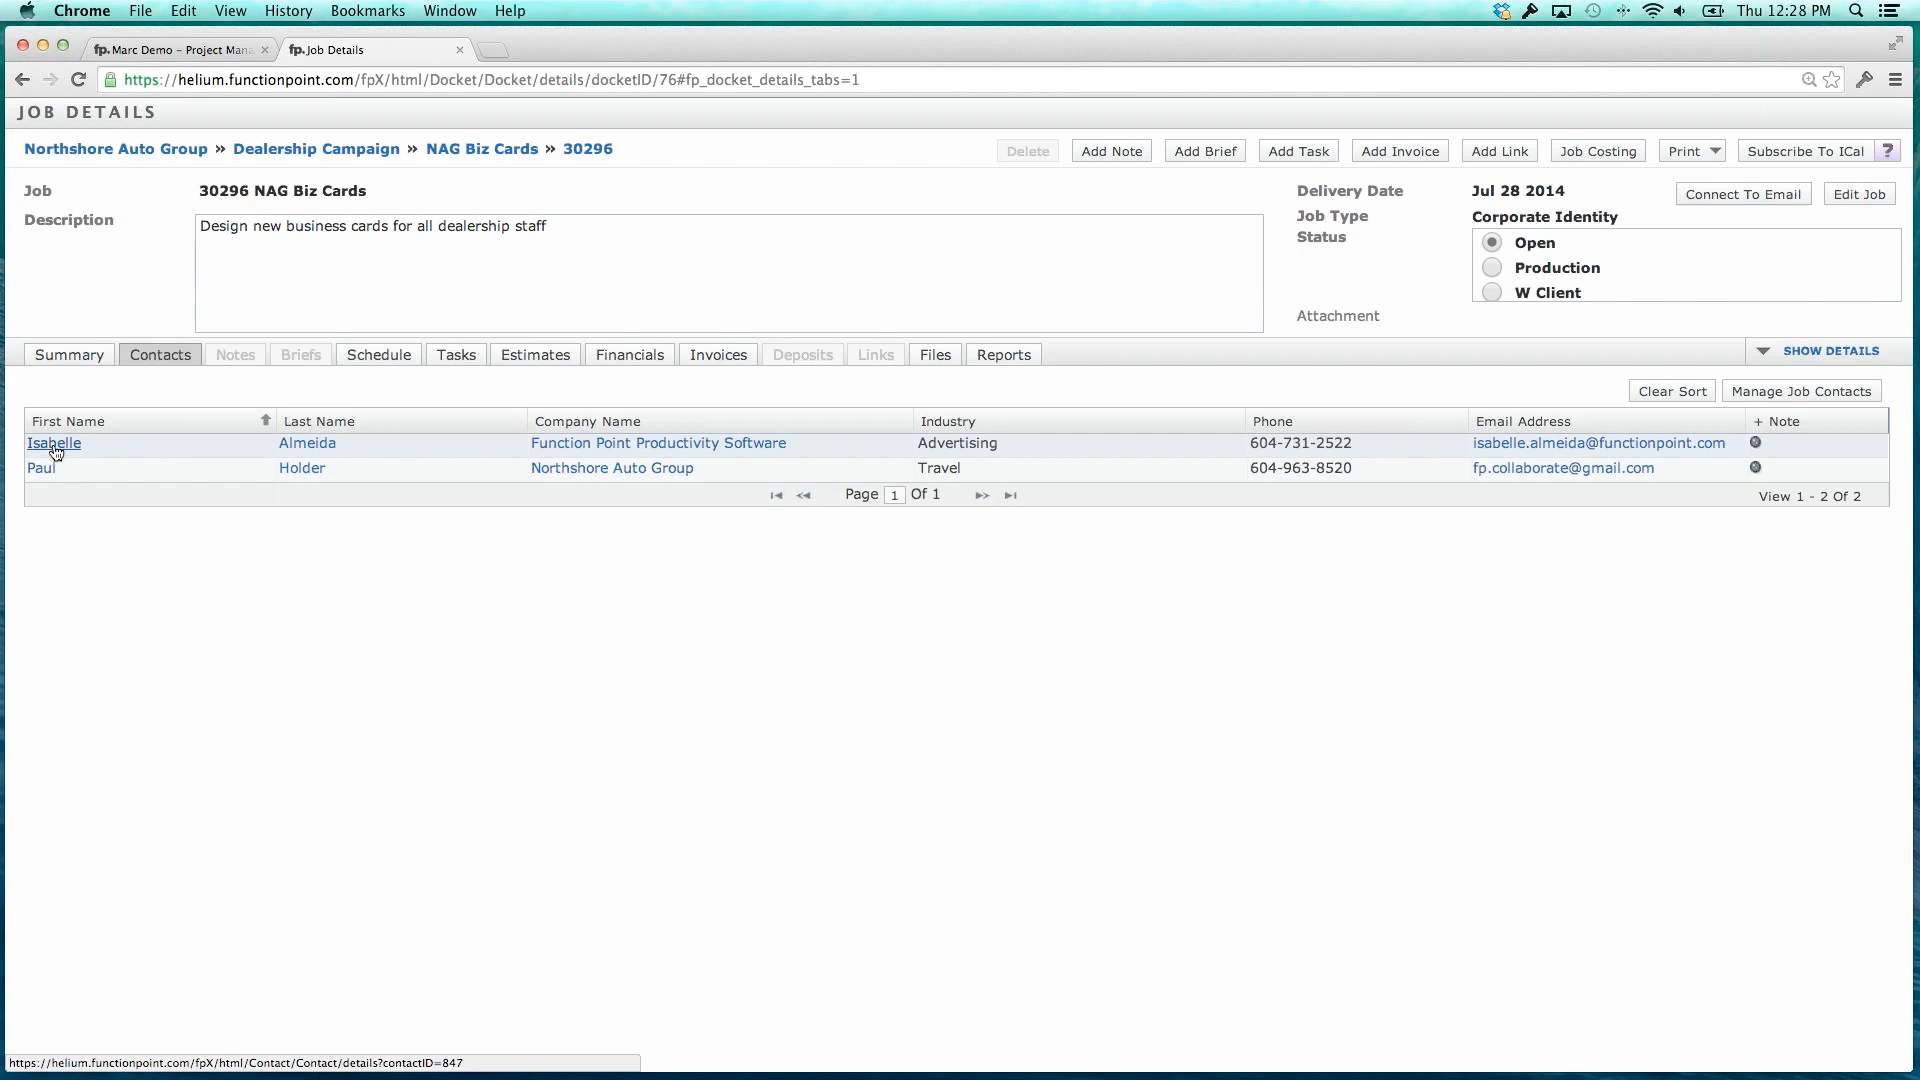 Chrome File Edit View History Bookmarks Window Help Thu 12:28 PM
fp. Marc Demo – Project Mana fp. Job Details
https://helium.functionpoint.com/fpX/html/Docket/Docket/details/docketID/76#fp_docket_details_tabs=1
JOB DETAILS
Northshore Auto Group » Dealership Campaign » NAG Biz Cards » 30296 Delete Add Note Add Brief Add Task Add Invoice Add Link Job Costing Print Subscribe To ICal ?
Job 30296 NAG Biz Cards Delivery Date Jul 28 2014 Connect To Email Edit Job
Description Design new business cards for all dealership staff Job Type Corporate Identity
Status Open
Production
W Client
Attachment
Summary Contacts Notes Briefs Schedule Tasks Estimates Financials Invoices Deposits Links Files Reports SHOW DETAILS
Clear Sort Manage Job Contacts
First Name Last Name Company Name Industry Phone Email Address + Note
Isabelle Almeida Function Point Productivity Software Advertising 604-731-2522 isabelle.almeida@functionpoint.com
Paul Holder Northshore Auto Group Travel 604-963-8520 fp.collaborate@gmail.com
Page 1 Of 1 View 1 - 2 Of 2
https://helium.functionpoint.com/fpX/html/Contact/Contact/details?contactID=847